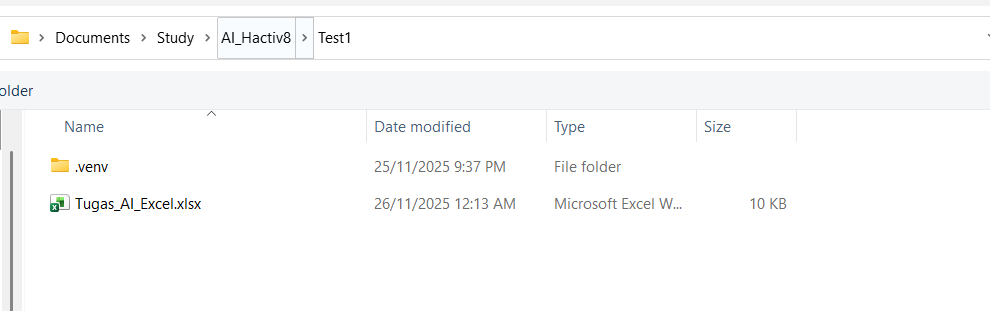 Documents > Study > AI_Hactiv8 > Test1
older
Name Date modified Type Size
.venv 25/11/2025 9:37 PM File folder
Tugas_AI_Excel.xlsx 26/11/2025 12:13 AM Microsoft Excel W... 10 KB